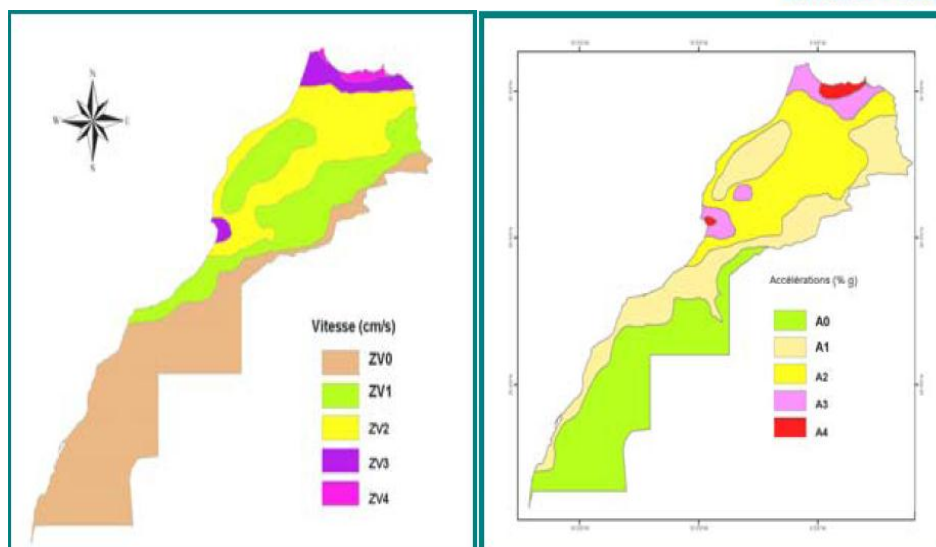 N
W
E
N
Vitesse (cm/s)
ZV0
ZV1
ZV2
ZV3
ZV4
Accélérations (% g)
A0
A1
A2
A3
A4